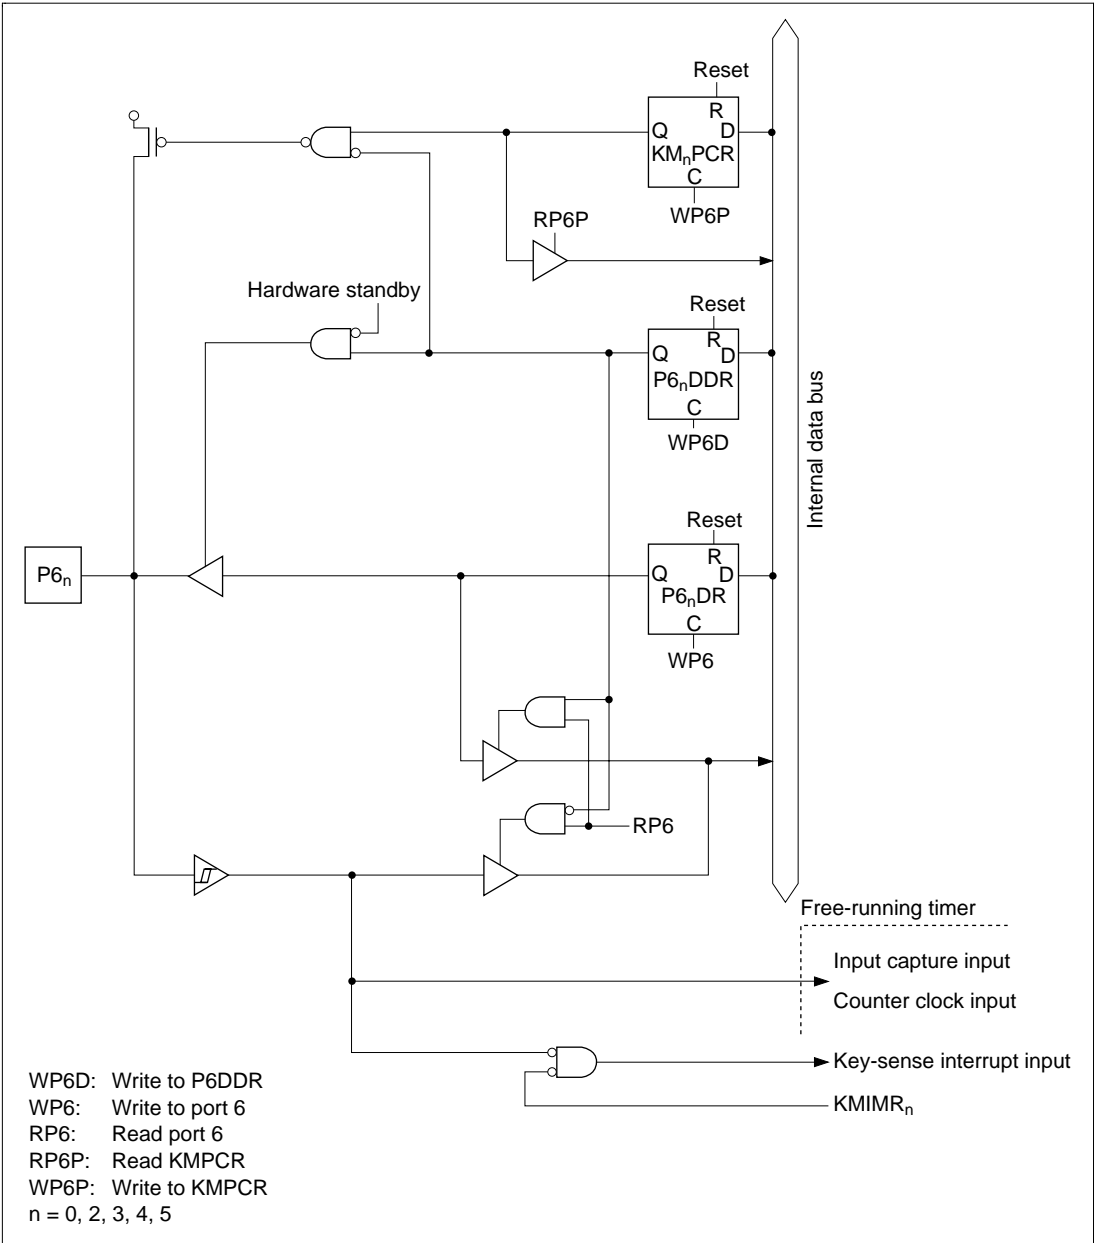 Reset
R
Q D
KMnPCR
C
WP6P
RP6P
Hardware standby
Reset
R
Q D
P6nDDR
C
WP6D
Internal data bus
Reset
R
Q D
P6nDR
C
WP6
P6n
RP6
Free-running timer
Input capture input
Counter clock input
Key-sense interrupt input
KMIMRn
WP6D: Write to P6DDR
WP6: Write to port 6
RP6: Read port 6
RP6P: Read KMPCR
WP6P: Write to KMPCR
n = 0, 2, 3, 4, 5